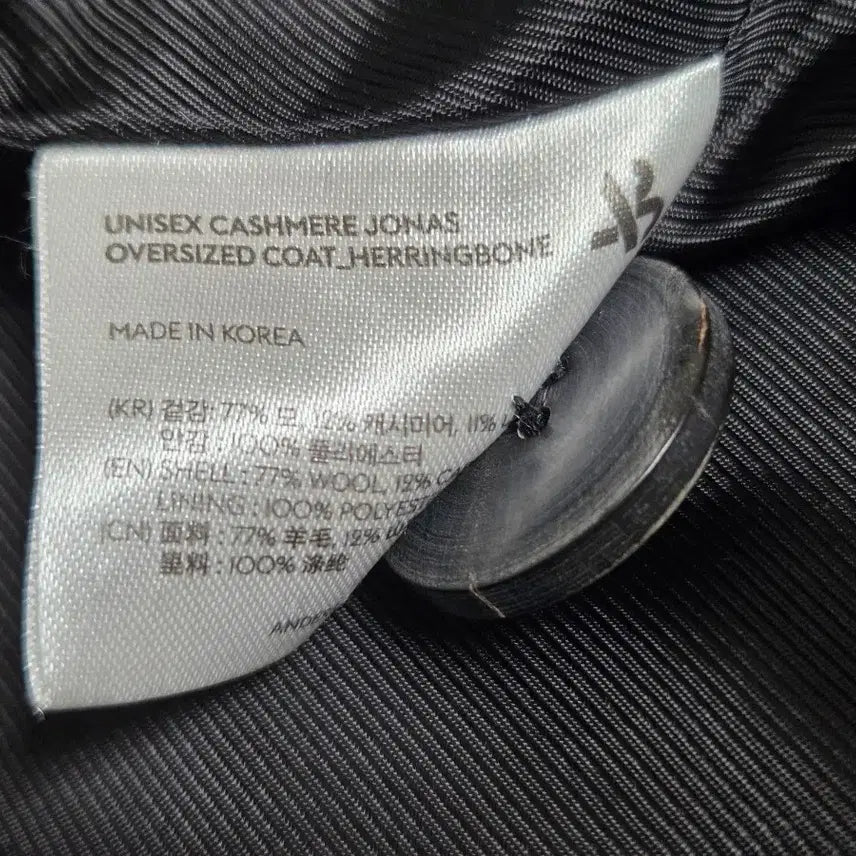 UNISEX CASHMERE JONAS
OVERSIZED COAT_HERRINGBONE
MADE IN KOREA
(KR) 겉감: 77% 모, 12% 캐시미어, 11%
안감 : 100% 폴리에스터
(EN) SHELL : 77% WOOL, 12%
LINING : 100%
(CN) 面料 : 77% 羊毛, 12%
里料 : 100% 涤纶